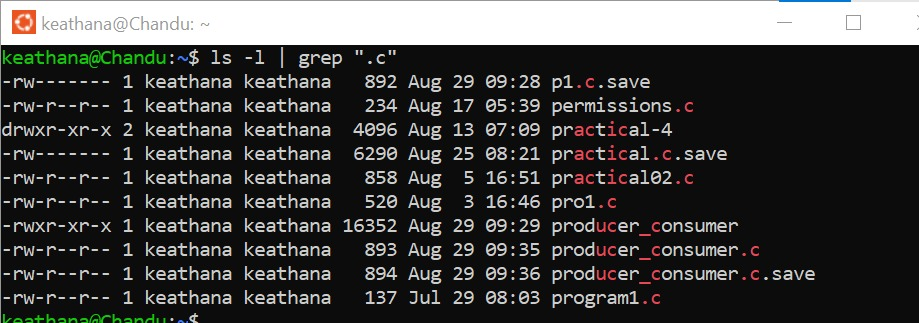 keathana@Chandu: ~
keathana@Chandu:~$ ls -l | grep ".c"
-rw------- 1 keathana keathana   892 Aug 29 09:28 p1.c.save
-rw-r--r-- 1 keathana keathana   234 Aug 17 05:39 permissions.c
drwxr-xr-x 2 keathana keathana  4096 Aug 13 07:09 practical-4
-rw------- 1 keathana keathana  6290 Aug 25 08:21 practical.c.save
-rw-r--r-- 1 keathana keathana   858 Aug  5 16:51 practical02.c
-rw-r--r-- 1 keathana keathana   520 Aug  3 16:46 pro1.c
-rwxr-xr-x 1 keathana keathana 16352 Aug 29 09:29 producer_consumer
-rw-r--r-- 1 keathana keathana   893 Aug 29 09:35 producer_consumer.c
-rw-r--r-- 1 keathana keathana   894 Aug 29 09:36 producer_consumer.c.save
-rw-r--r-- 1 keathana keathana   137 Jul 29 08:03 program1.c
keathana@Chandu:~$